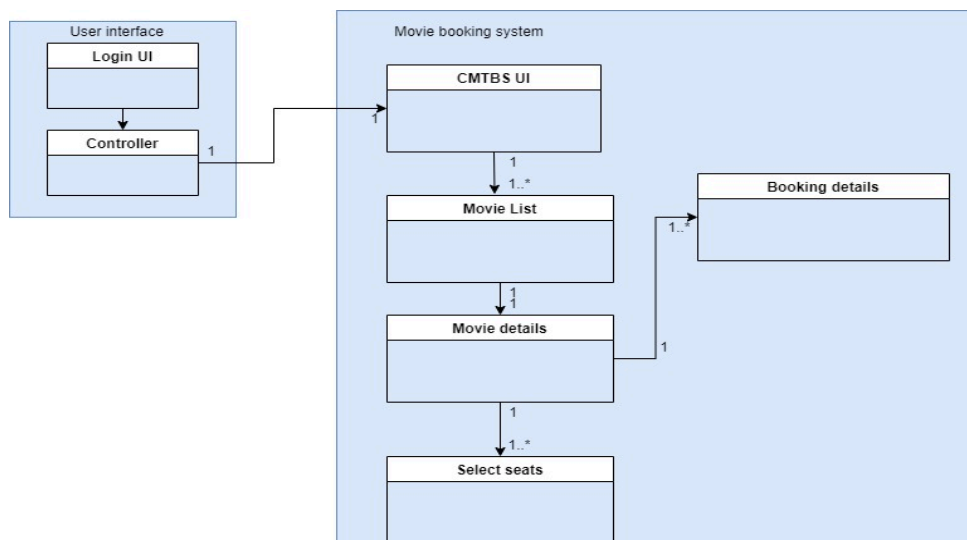 User interface
Login UI
Controller
1
Movie booking system
CMTBS UI
1
1
1..*
Movie List
1
1
Movie details
1
1..*
Booking details
1
1..*
Select seats